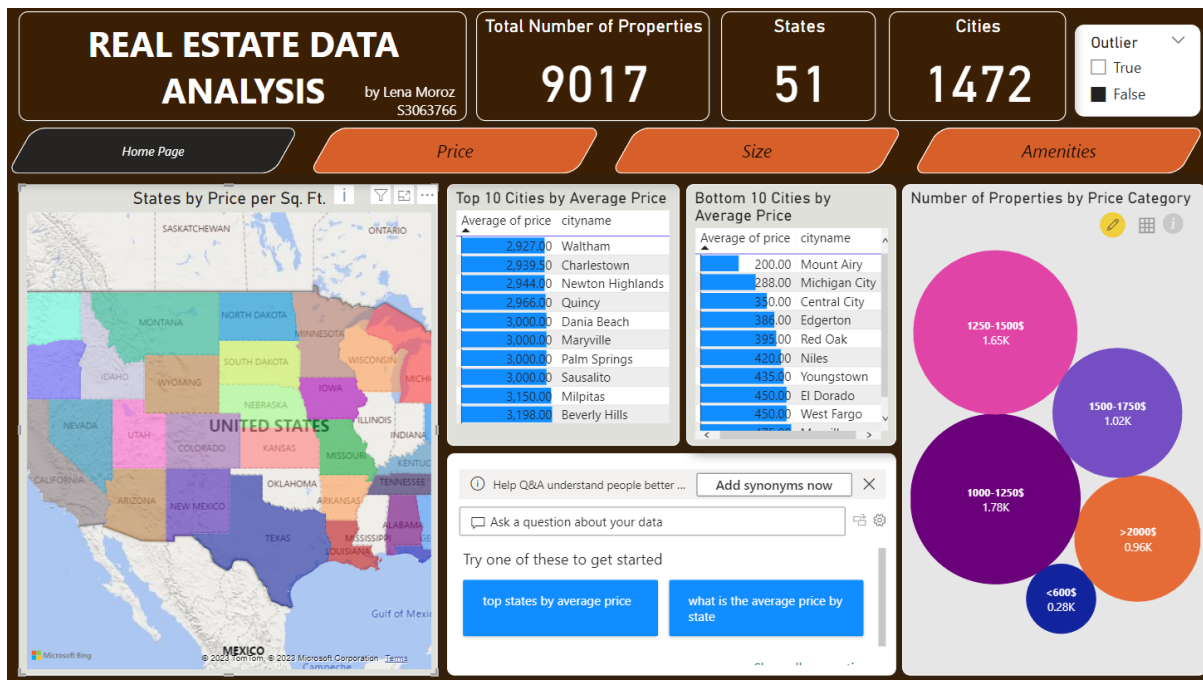 REAL ESTATE DATA
ANALYSIS
by Lena Moroz
S3063766
Total Number of Properties
9017
States
51
Cities
1472
Outlier
True
False
Home Page
Price
Size
Amenities
States by Price per Sq. Ft.
SASKATCHEWAN
ONTARIO
MONTANA
NORTH DAKOTA
MINNESOTA
IDAHO
WYOMING
SOUTH DAKOTA
WISCONSIN
MICHI
IOWA
NEBRASKA
NEVADA
UTAH
COLORADO
UNITED STATES
KANSAS
MISSOURI
ILLINOIS
INDIANA
KENTUC
CALIFORNIA
ARIZONA
NEW MEXICO
OKLAHOMA
ARKANSAS
TENNESSEE
TEXAS
LOUISIANA
MISSISSIPPI
ALABAMA
GE
Gulf of Mexic
MEXICO
Campeche
Microsoft Bing
© 2023 TomTom, © 2023 Microsoft Corporation Terms
Top 10 Cities by Average Price
Average of price cityname
2,927.00 Waltham
2,939.50 Charlestown
2,944.00 Newton Highlands
2,966.00 Quincy
3,000.00 Dania Beach
3,000.00 Maryville
3,000.00 Palm Springs
3,000.00 Sausalito
3,150.00 Milpitas
3,198.00 Beverly Hills
Bottom 10 Cities by
Average Price
Average of price cityname
200.00 Mount Airy
288.00 Michigan City
350.00 Central City
386.00 Edgerton
395.00 Red Oak
420.00 Niles
435.00 Youngstown
450.00 El Dorado
450.00 West Fargo
Help Q&A understand people better ...
Add synonyms now
Ask a question about your data
Try one of these to get started
top states by average price
what is the average price by
state
Number of Properties by Price Category
1250-1500$
1.65K
1500-1750$
1.02K
1000-1250$
1.78K
>2000$
0.96K
<600$
0.28K